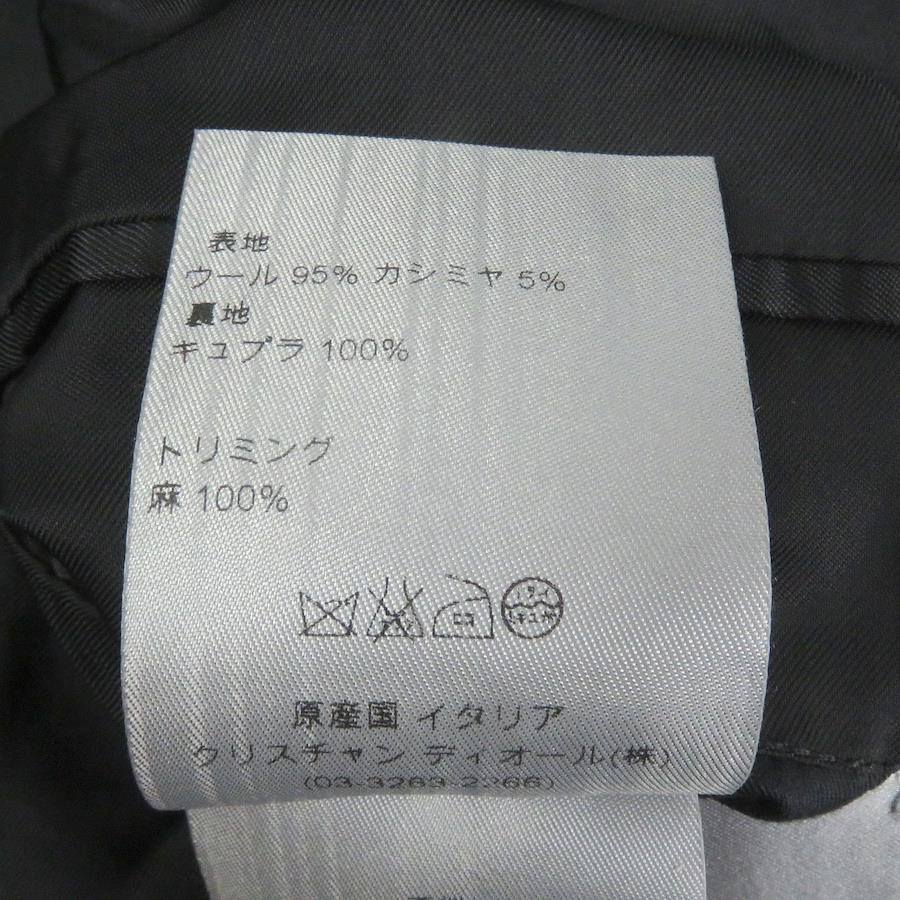 表地
ウール 95% カシミヤ 5%
裏地
キュプラ 100%
トリミング
麻 100%
原産国 イタリア
クリスチャン ディオール(株)
(03-3263-2266)